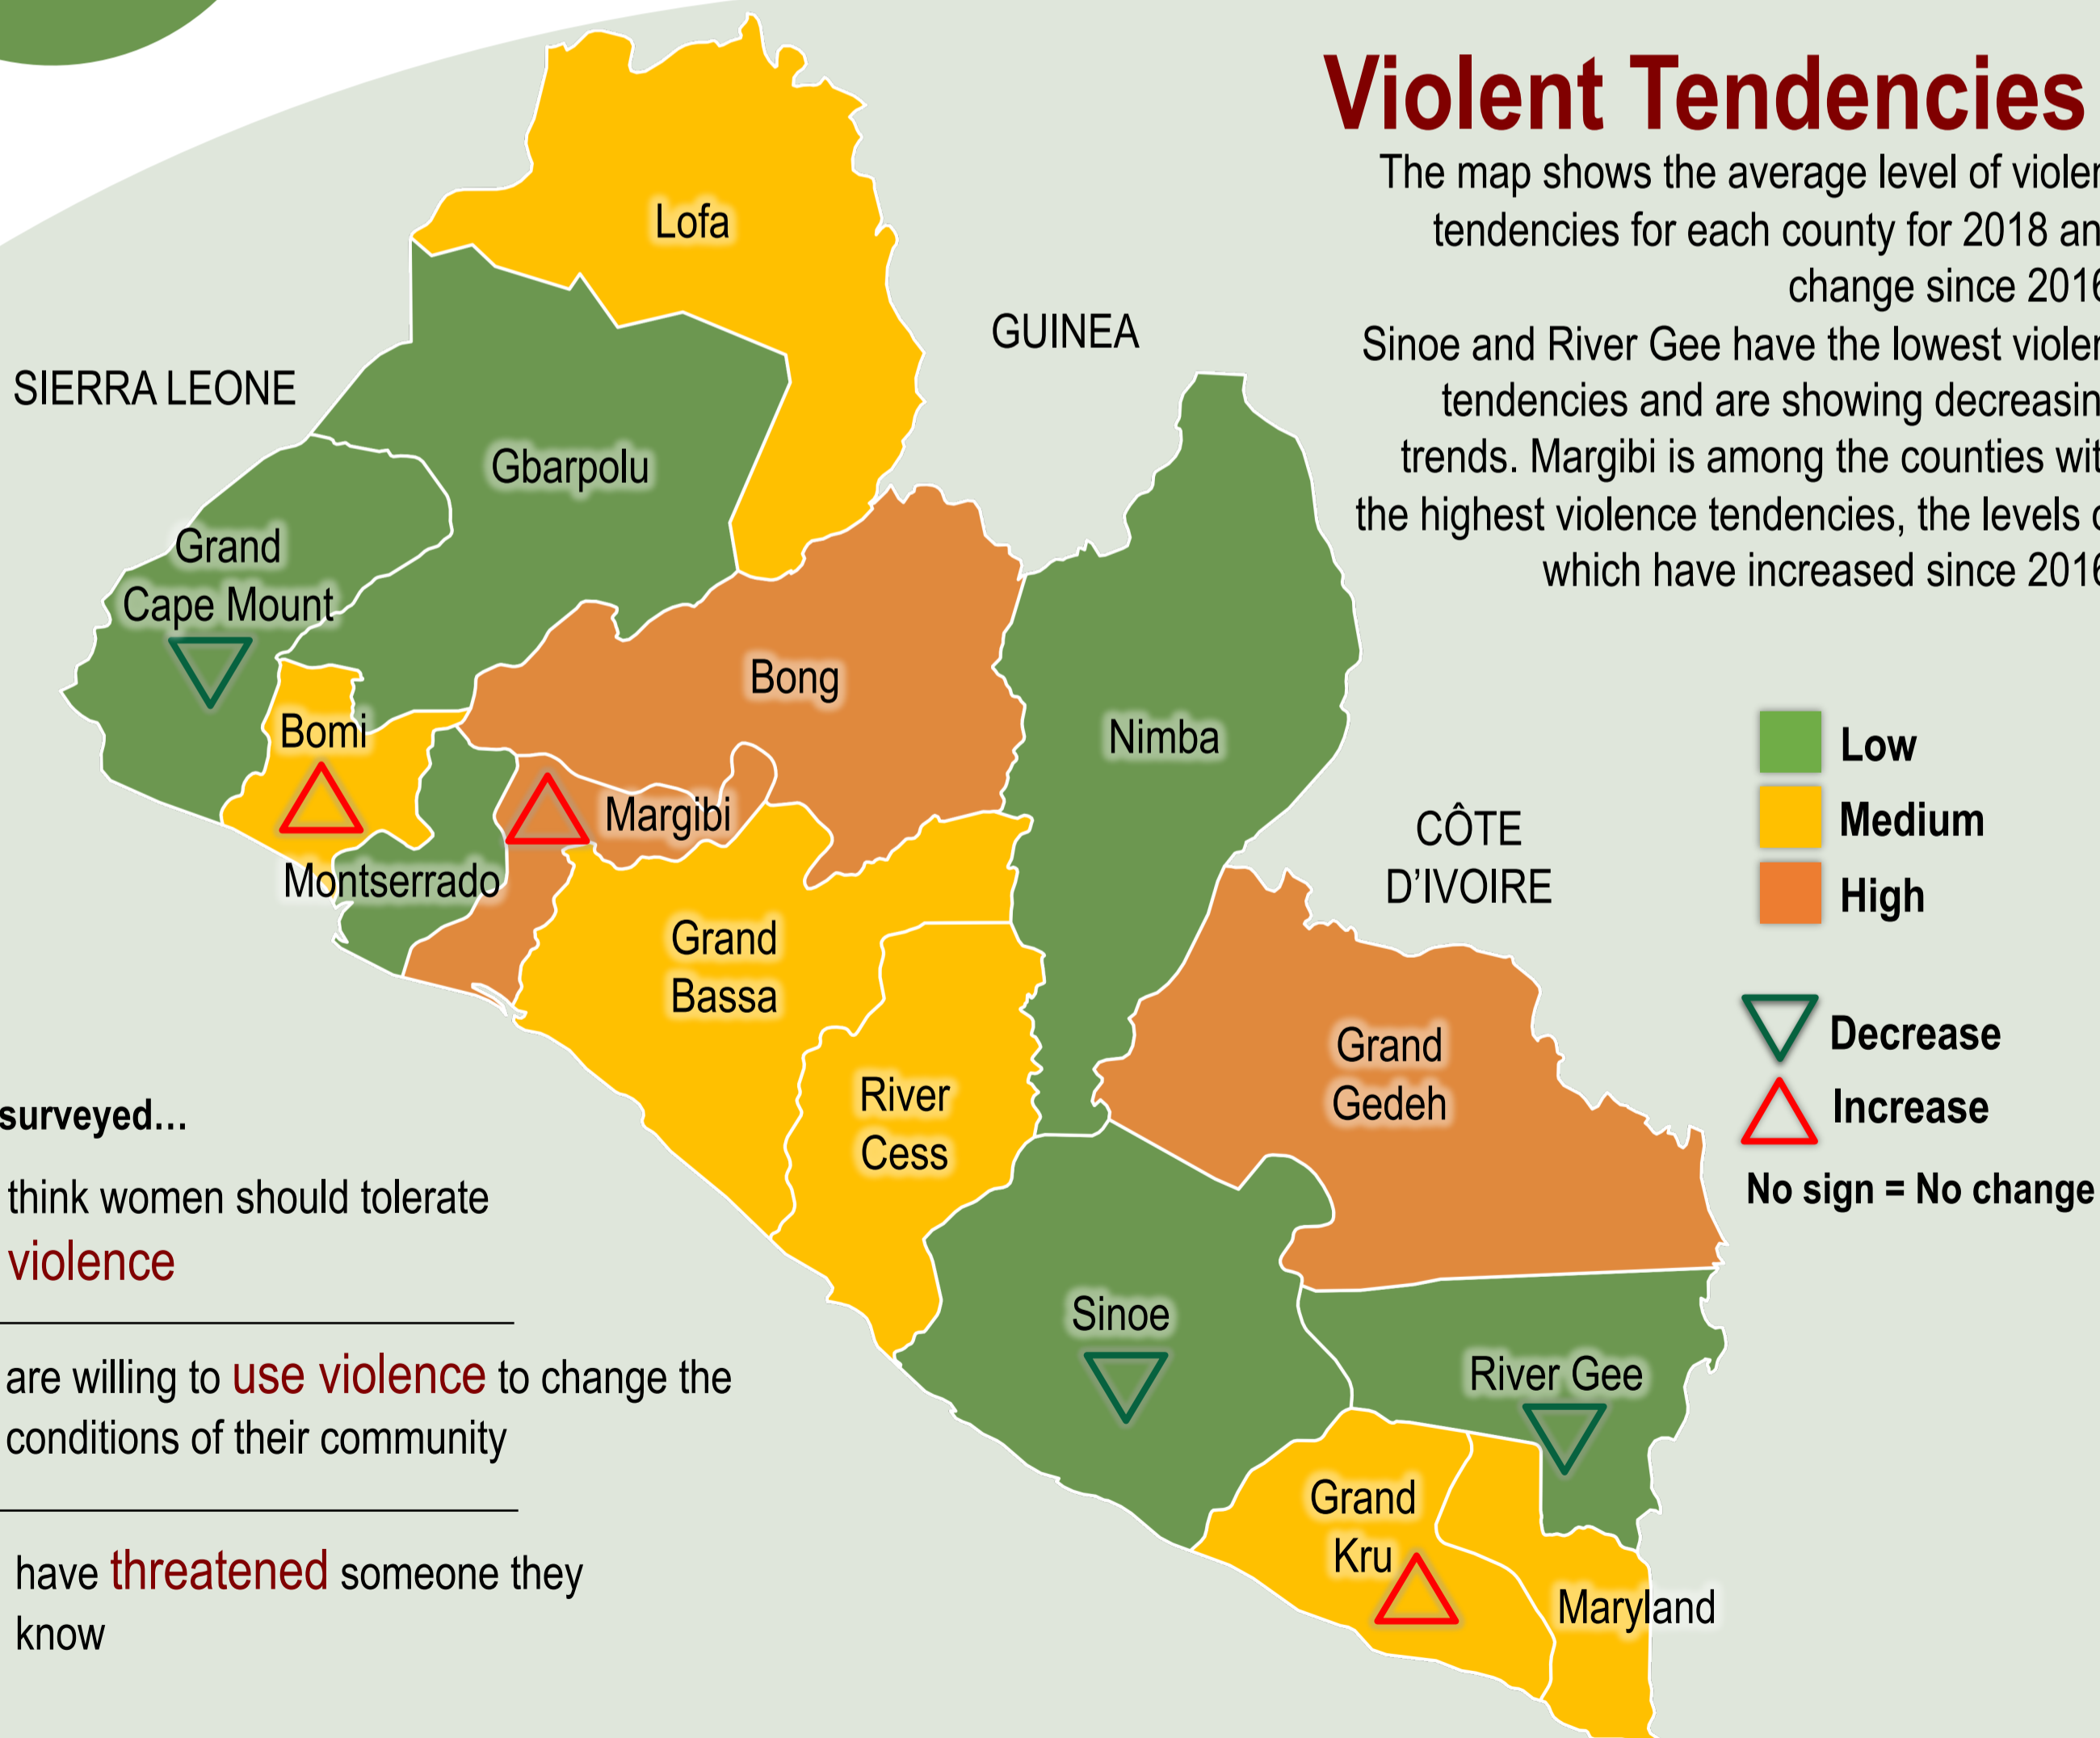 Violent Tendencies
The map shows the average level of violen
tendencies for each county for 2018 an
change since 2016
Sinoe and River Gee have the lowest violen
tendencies and are showing decreasin
trends. Margibi is among the counties wit
the highest violence tendencies, the levels
which have increased since 2016
Lofa
GUINEA
SIERRA LEONE
Gbarpolu
Grand
Cape Mount
Bong
Nimba
Bomi
Margibi
Montserrado
CÔTE
D'IVOIRE
Grand
Bassa
River
Cess
Grand
Gedeh
Sinoe
River Gee
Grand
Kru
Maryland
Low
Medium
High
Decrease
Increase
No sign = No change
surveyed...
think women should tolerate
violence
are willing to use violence to change the
conditions of their community
have threatened someone they
know